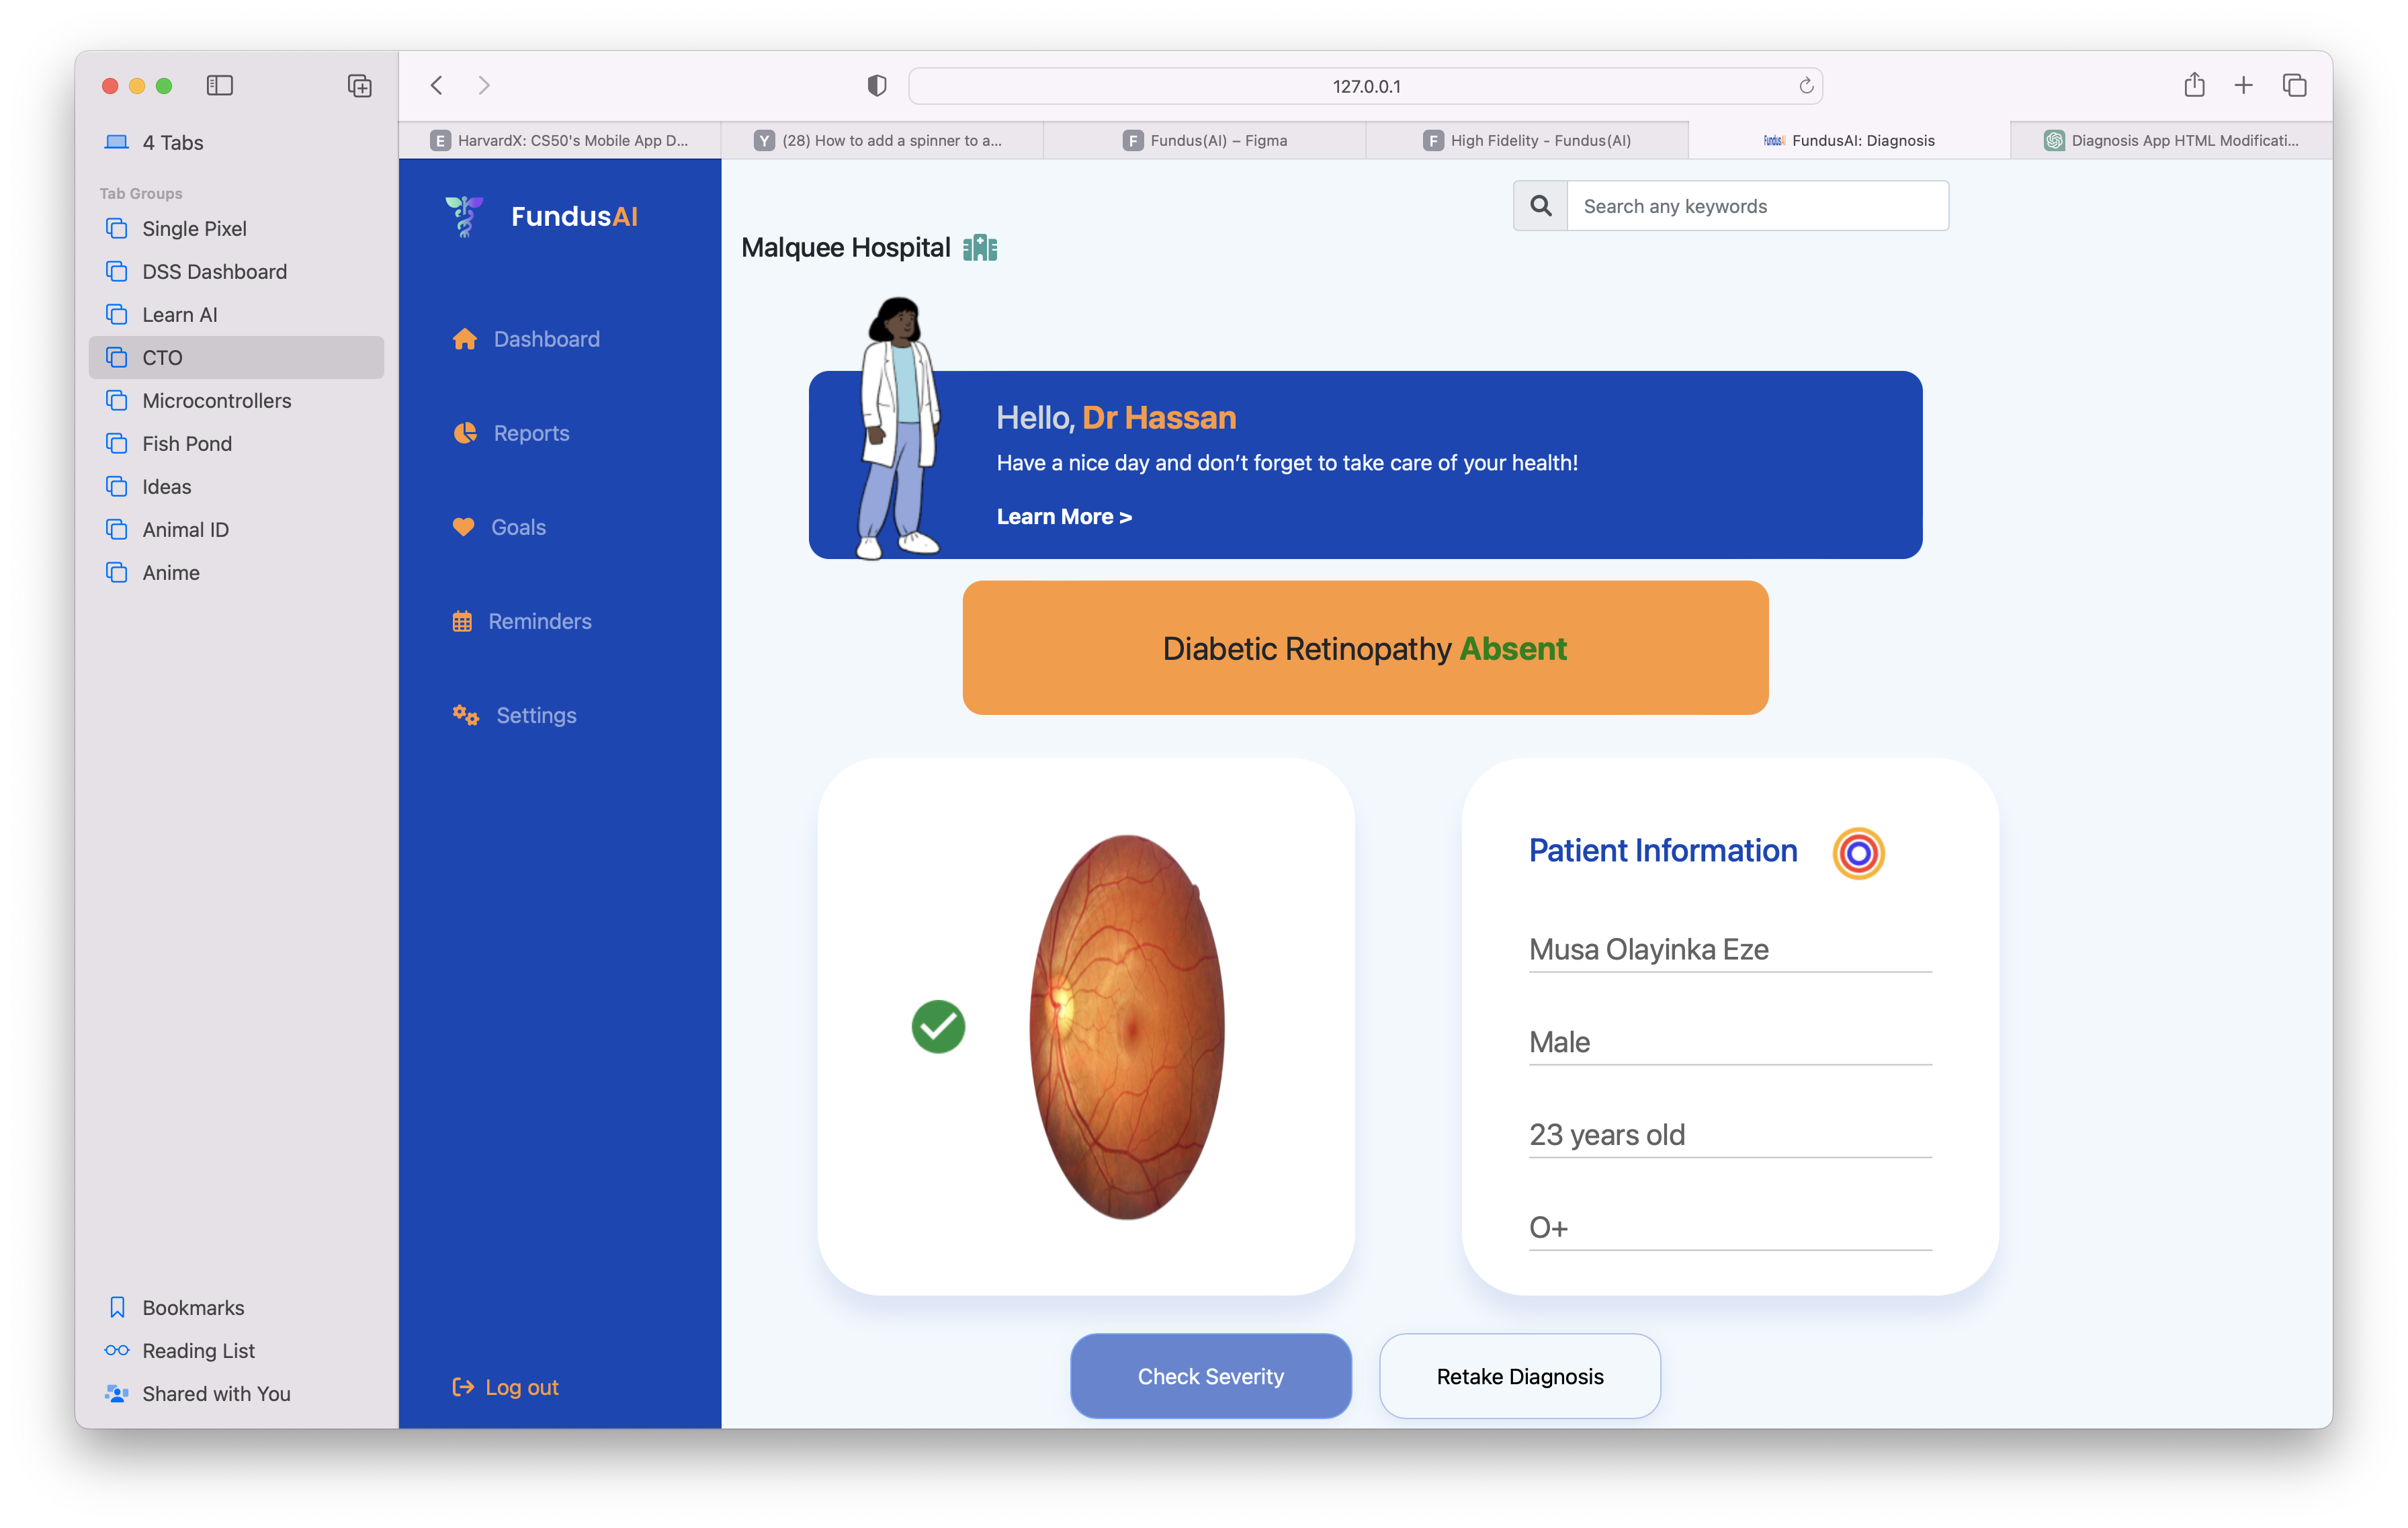 127.0.0.1
4 Tabs
Tab Groups
Single Pixel
DSS Dashboard
Learn AI
CTO
Microcontrollers
Fish Pond
Ideas
Animal ID
Anime
Bookmarks
Reading List
Shared with You
E HarvardX: CS50's Mobile App D...
Y (28) How to add a spinner to a...
F Fundus(AI) – Figma
F High Fidelity - Fundus(AI)
FundusAI FundusAI: Diagnosis
Diagnosis App HTML Modificati...
FundusAI
Dashboard
Reports
Goals
Reminders
Settings
Log out
Search any keywords
Malquee Hospital
Hello, Dr Hassan
Have a nice day and don’t forget to take care of your health!
Learn More >
Diabetic Retinopathy Absent
Patient Information
Musa Olayinka Eze
Male
23 years old
O+
Check Severity
Retake Diagnosis